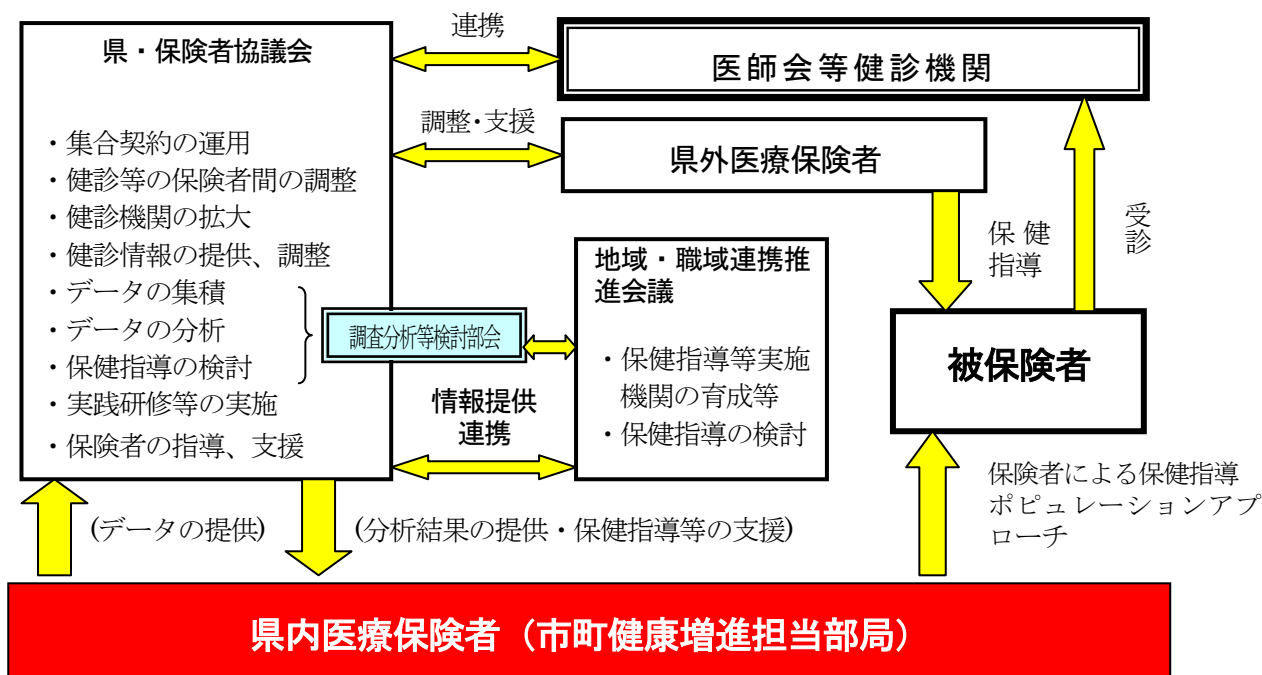 県・保険者協議会
・集合契約の運用
・健診等の保険者間の調整
・健診機関の拡大
・健診情報の提供、調整
・データの集積
・データの分析
・保健指導の検討
・実践研修等の実施
・保険者の指導、支援
連携
医師会等健診機関
調整・支援
県外医療保険者
保 健
指導
受診
地域・職域連携推
進会議
・保健指導等実施
機関の育成等
・保健指導の検討
調査分析等検討部会
情報提供
連携
被保険者
保険者による保健指導
ポピュレーションアプ
ローチ
(データの提供)
(分析結果の提供・保健指導等の支援)
県内医療保険者（市町健康増進担当部局）